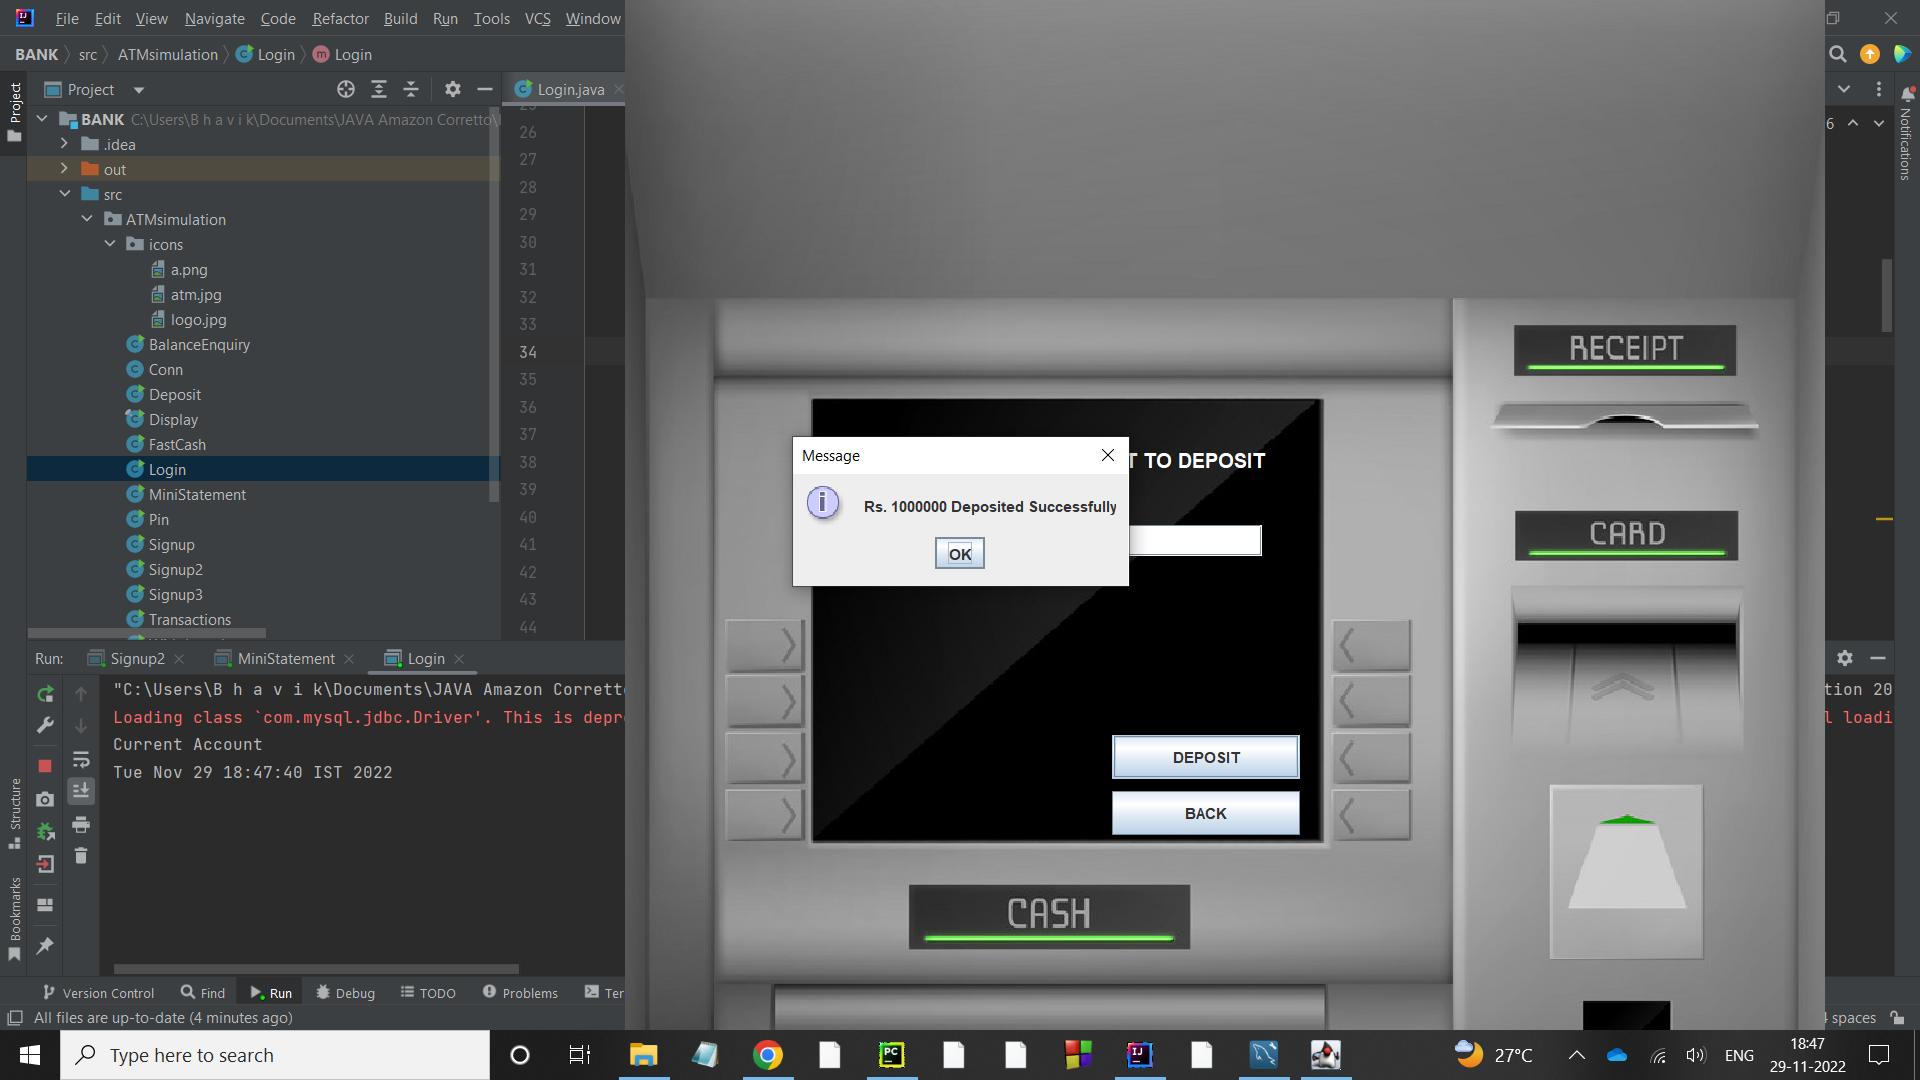 File Edit View Navigate Code Refactor Build Run Tools VCS Window
BANK src ATMsimulation Login Login
Project
Project
Login.java
BANK C:\Users\B h a v i k\Documents\JAVA Amazon Corretto\
.idea
out
src
ATMsimulation
icons
a.png
atm.jpg
logo.jpg
BalanceEnquiry
Conn
Deposit
Display
FastCash
Login
MiniStatement
Pin
Signup
Signup2
Signup3
Transactions
26
27
28
29
30
31
32
33
34
35
36
37
38
39
40
41
42
43
44
6
Notifications
RECEIPT
CARD
T TO DEPOSIT
Message
Rs. 1000000 Deposited Successfully
OK
DEPOSIT
BACK
CASH
Run: Signup2 MiniStatement Login
"C:\Users\B h a v i k\Documents\JAVA Amazon Corretto
tion 20
Loading class `com.mysql.jdbc.Driver'. This is depr
l loadi
Current Account
Tue Nov 29 18:47:40 IST 2022
Structure
Bookmarks
Version Control Find Run Debug TODO Problems Ter
All files are up-to-date (4 minutes ago)
4 spaces
Type here to search
PC
IJ
27°C
ENG
18:47
29-11-2022